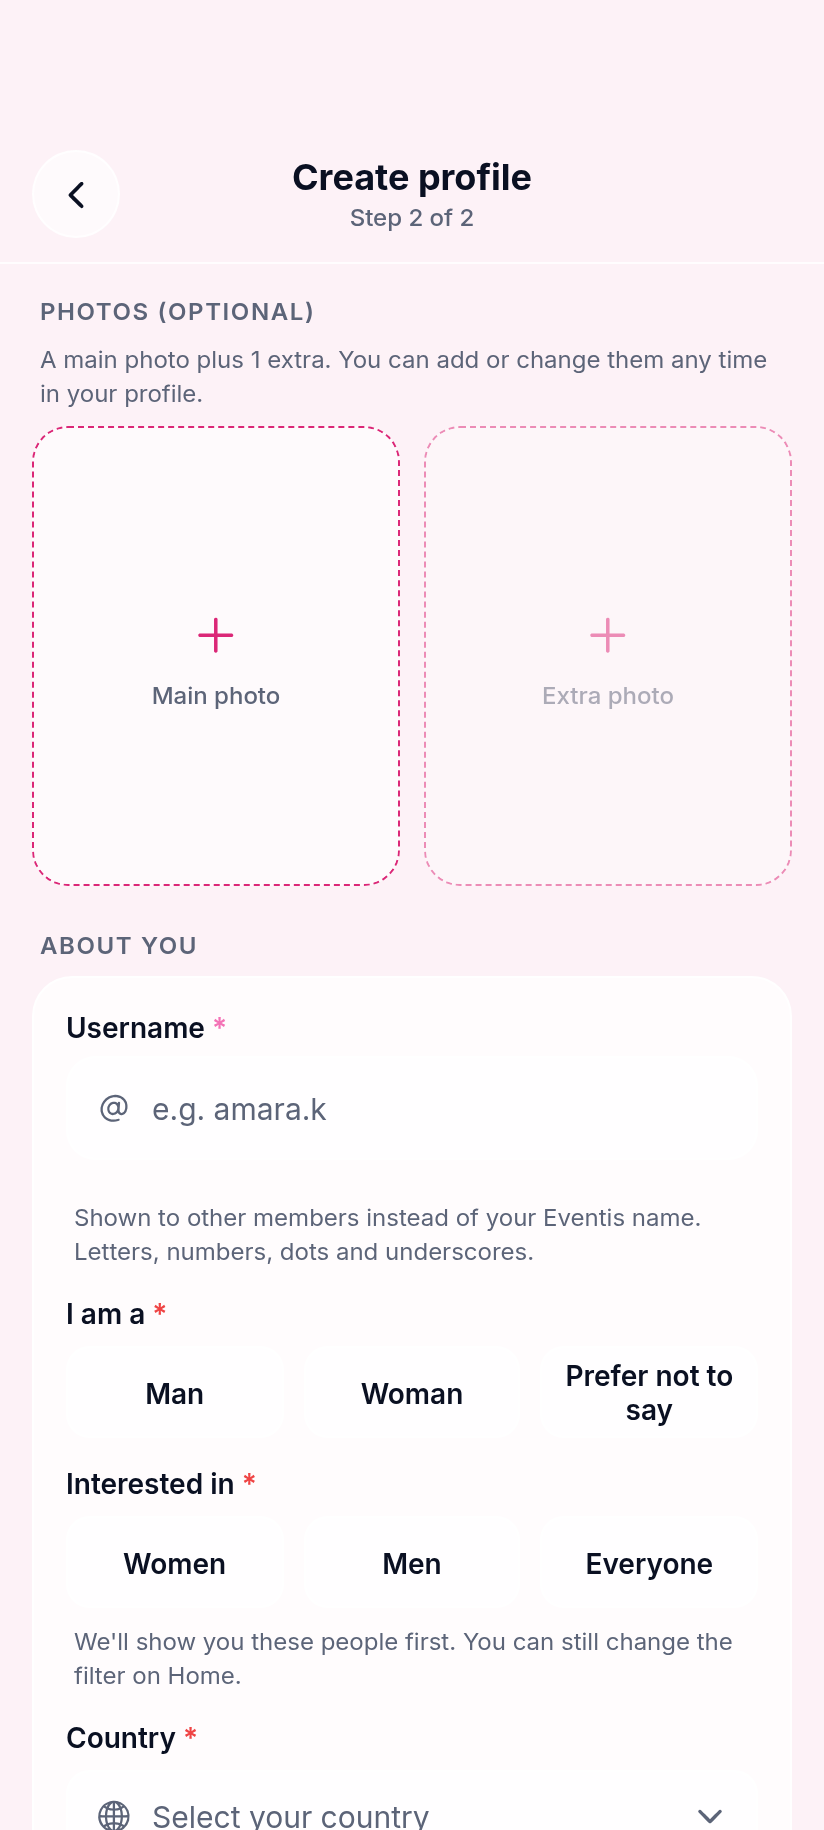 Create profile
Step 2 of 2
PHOTOS (OPTIONAL)
A main photo plus 1 extra. You can add or change them any time
in your profile.
Main photo
Extra photo
ABOUT YOU
Username *
@ e.g. amara.k
Shown to other members instead of your Eventis name.
Letters, numbers, dots and underscores.
I am a *
Man
Woman
Prefer not to
say
Interested in *
Women
Men
Everyone
We'll show you these people first. You can still change the
filter on Home.
Country *
Select your country